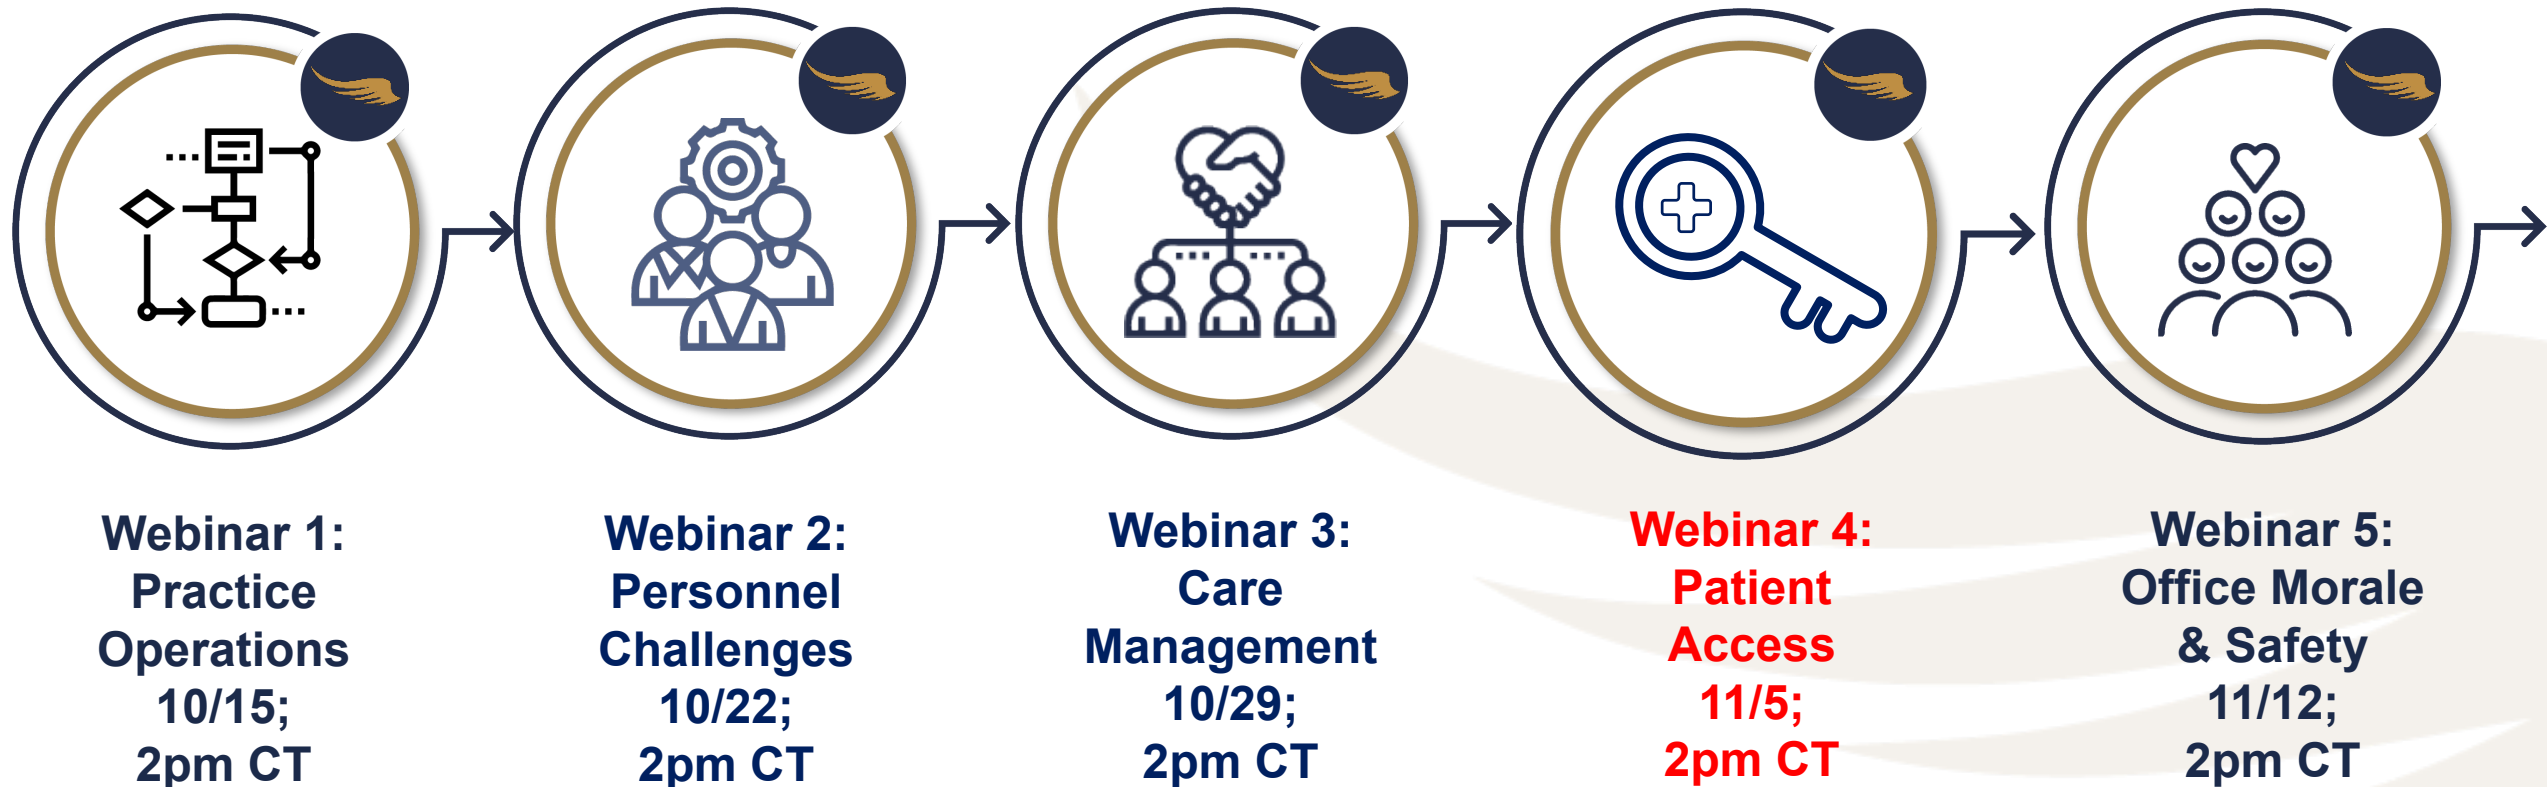 Webinar 1:
Practice
Operations
10/15;
2pm CT
Webinar 2:
Personnel
Challenges
10/22;
2pm CT
Webinar 3:
Care
Management
10/29;
2pm CT
Webinar 4:
Patient
Access
11/5;
2pm CT
Webinar 5:
Office Morale
& Safety
11/12;
2pm CT